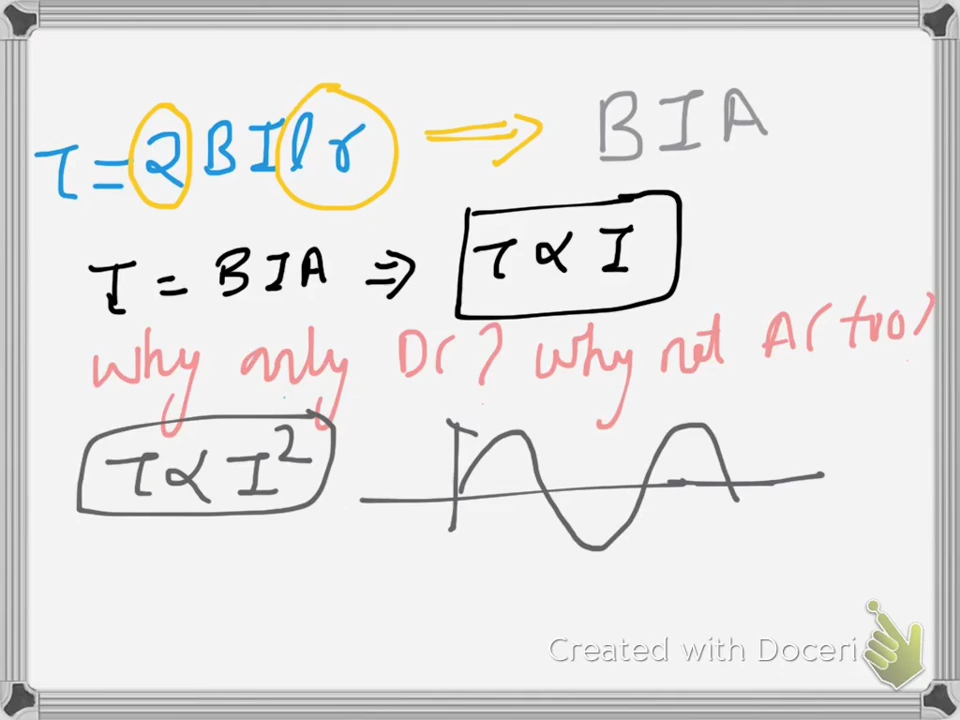 τ = 2 B I l r ⇒ B I A
τ = B I A ⇒ τ ∝ I
why only DC? why not AC too?
τ ∝ I²
Created with Doceri